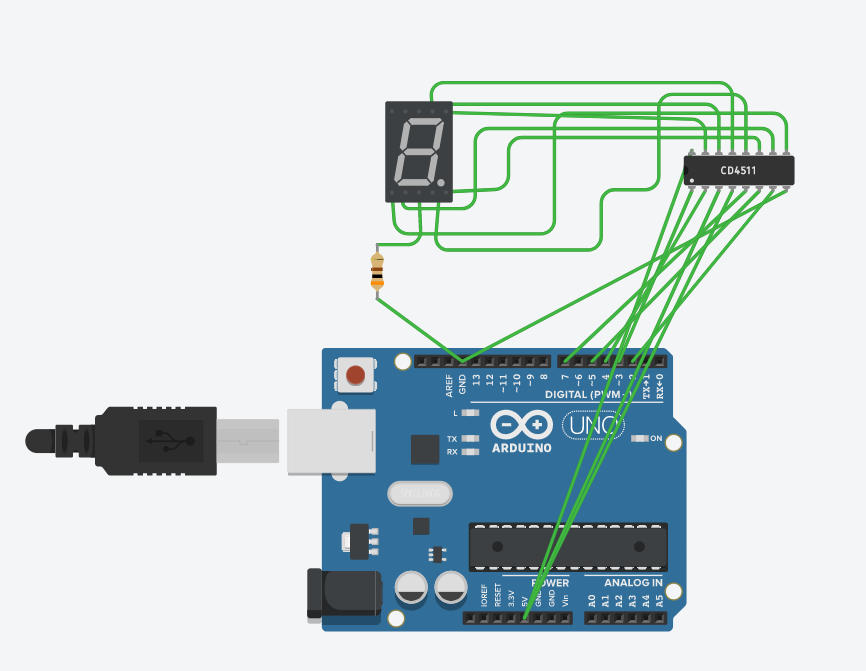 CD4511
AREF
GND
13
12
~11
~10
~9
8
7
~6
~5
4
~3
2
TX→1
RX←0
DIGITAL (PWM~)
L
TX
RX
ARDUINO
UNO
ON
POWER
ANALOG IN
IOREF
RESET
3.3V
5V
GND
GND
Vin
A0
A1
A2
A3
A4
A5